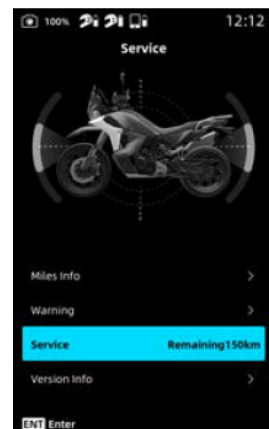 100% 12:12
Service
Miles Info
Warning
Service Remaining150km
Version Info
ENT Enter